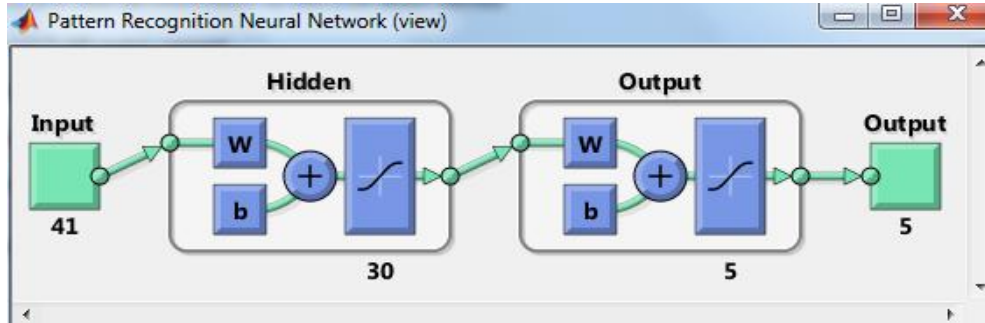 Pattern Recognition Neural Network (view)
Hidden
Output
Input
Output
W
W
b
b
41
5
30
5